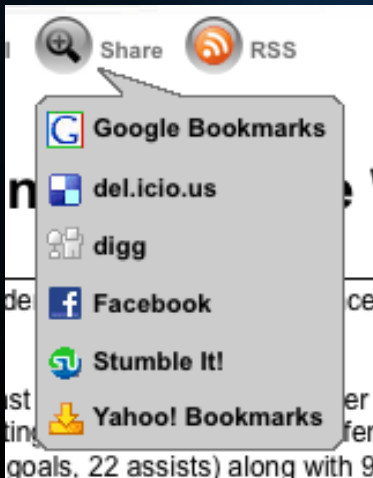 Share RSS
Google Bookmarks
del.icio.us
digg
Facebook
Stumble It!
Yahoo! Bookmarks
goals, 22 assists) along with 9